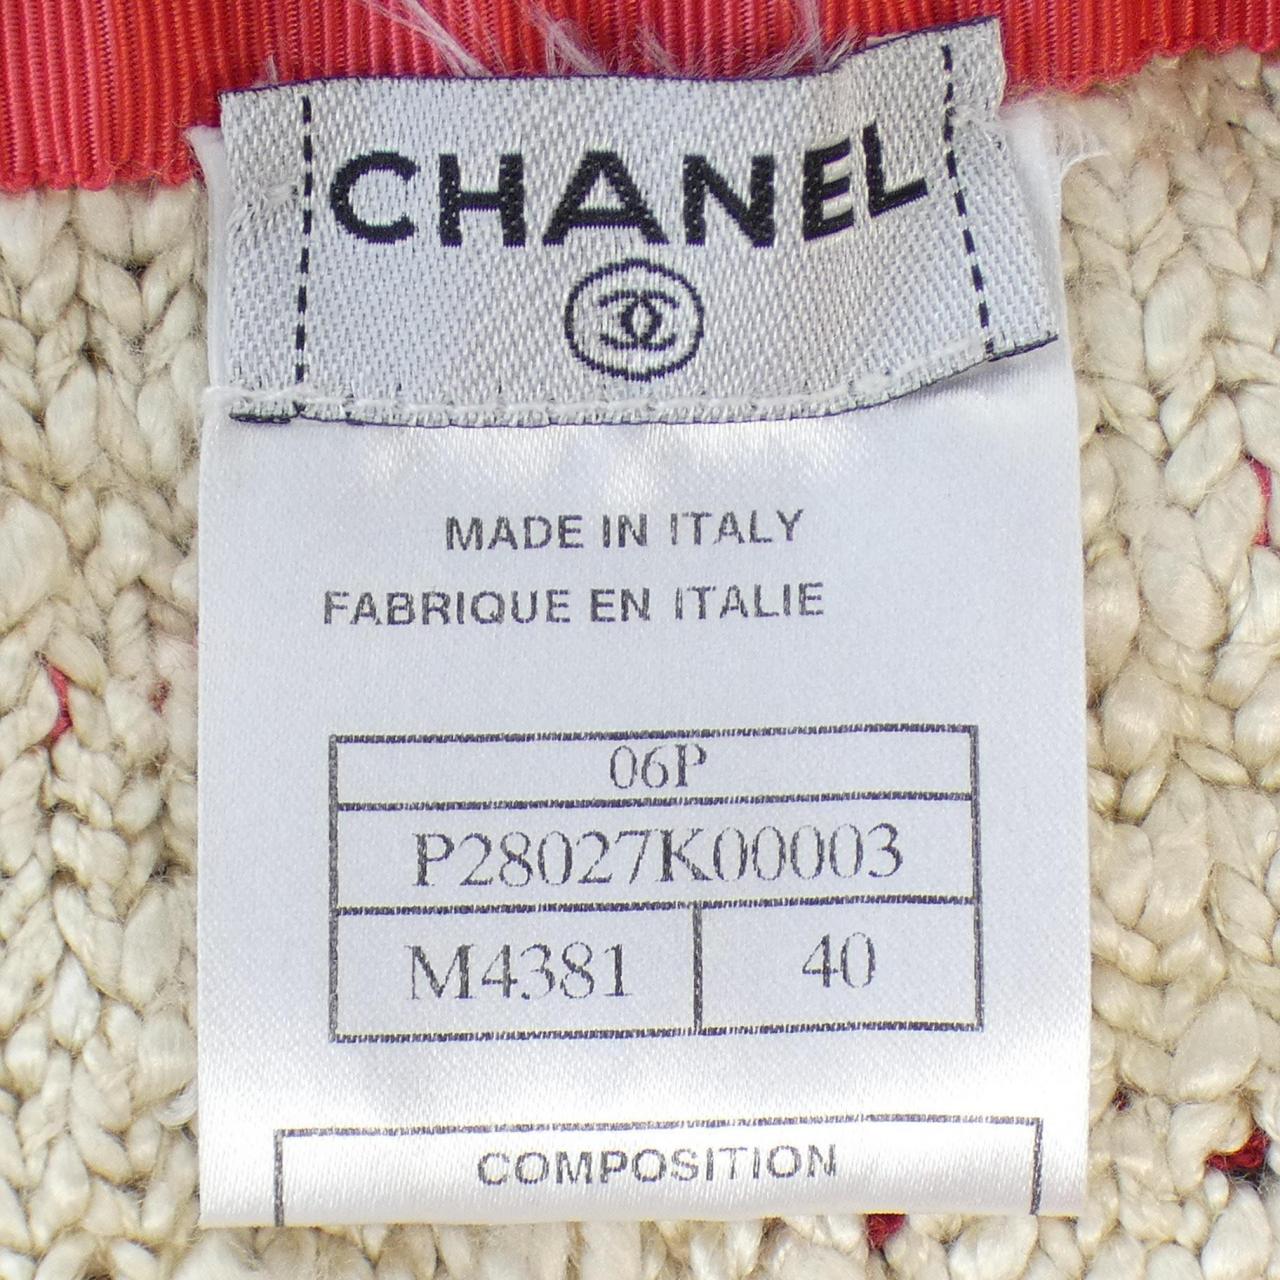 CHANEL
MADE IN ITALY
FABRIQUE EN ITALIE
06P
P28027K00003
M4381 40
COMPOSITION